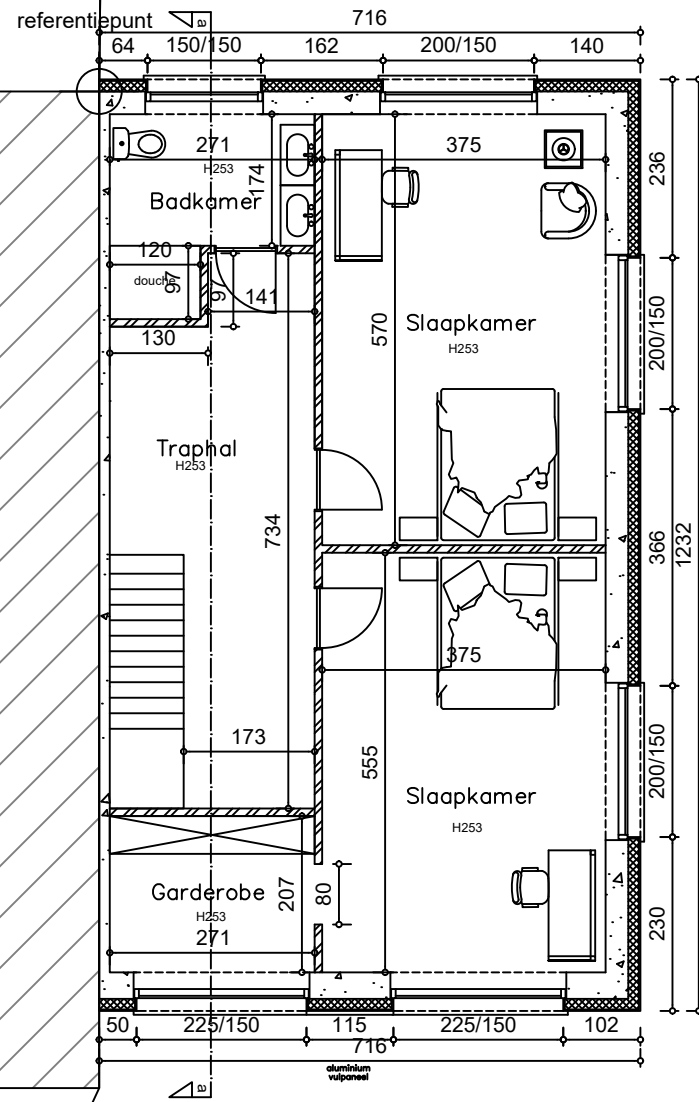 referentiepunt
a
716
64 150/150 162 200/150 140
271
H253
174
375
236
Badkamer
120
douche
97
97
141
130
Slaapkamer
H253
570
200/150
Traphal
H253
734
366
1232
375
173
555
Slaapkamer
H253
200/150
Garderobe
H253
207
80
271
230
50 225/150 115 225/150 102
716
aluminium
vulpaneel
a